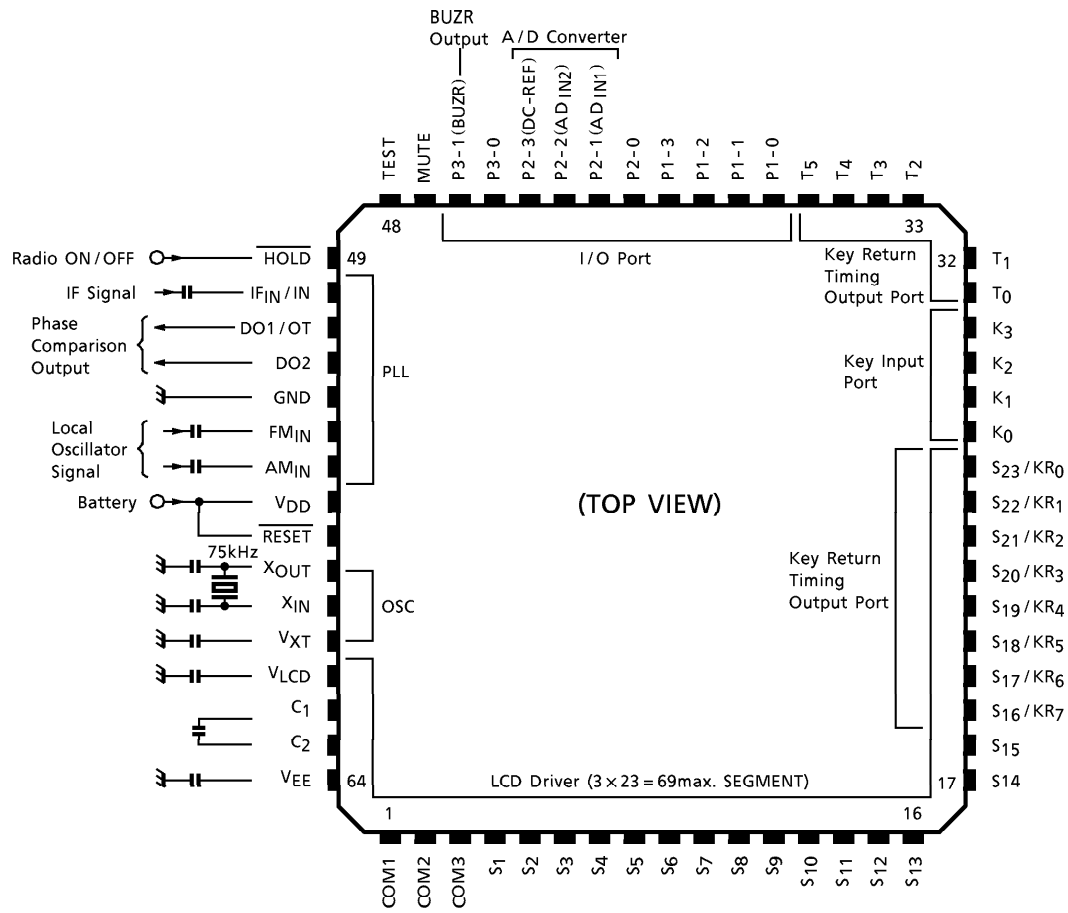 BUZR
Output
A/D Converter
TEST
MUTE
P3-1(BUZR)
P3-0
P2-3(DC-REF)
P2-2(ADIN2)
P2-1(ADIN1)
P2-0
P1-3
P1-2
P1-1
P1-0
T5
T4
T3
T2
48
33
I/O Port
Radio ON/OFF
HOLD
49
IF Signal
IFIN/IN
Phase
Comparison
Output
DO1/OT
DO2
GND
PLL
Local
Oscillator
Signal
FMIN
AMIN
Battery
VDD
RESET
75kHz
XOUT
XIN
OSC
VXT
VLCD
C1
C2
VEE
64
(TOP VIEW)
Key Return
Timing
Output Port
32
T1
T0
Key Input
Port
K3
K2
K1
K0
Key Return
Timing
Output Port
S23/KR0
S22/KR1
S21/KR2
S20/KR3
S19/KR4
S18/KR5
S17/KR6
S16/KR7
S15
S14
17
LCD Driver (3×23=69max. SEGMENT)
1
16
COM1
COM2
COM3
S1
S2
S3
S4
S5
S6
S7
S8
S9
S10
S11
S12
S13